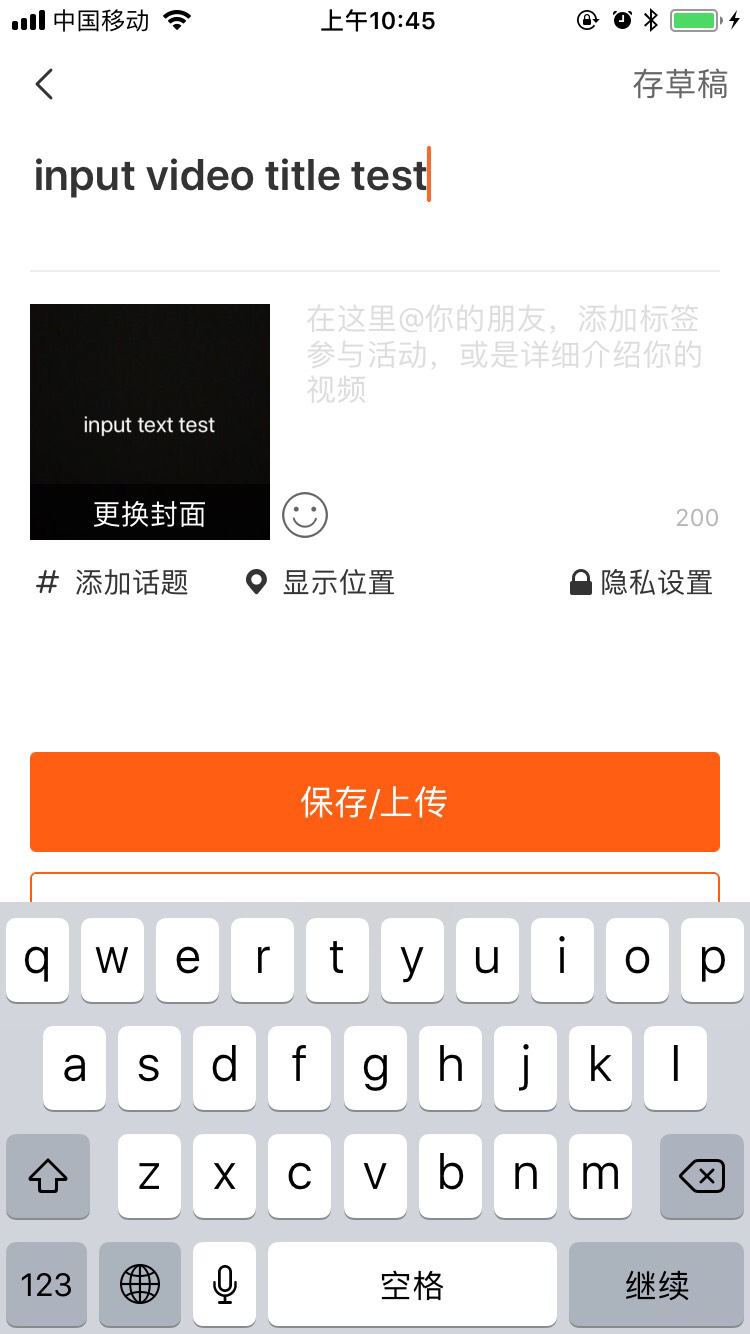 中国移动 上午10:45
存草稿
input video title test
在这里@你的朋友，添加标签
参与活动，或是详细介绍你的
视频
input text test
更换封面
200
# 添加话题 显示位置 隐私设置
保存/上传
q w e r t y u i o p
a s d f g h j k l
z x c v b n m
123 空格 继续